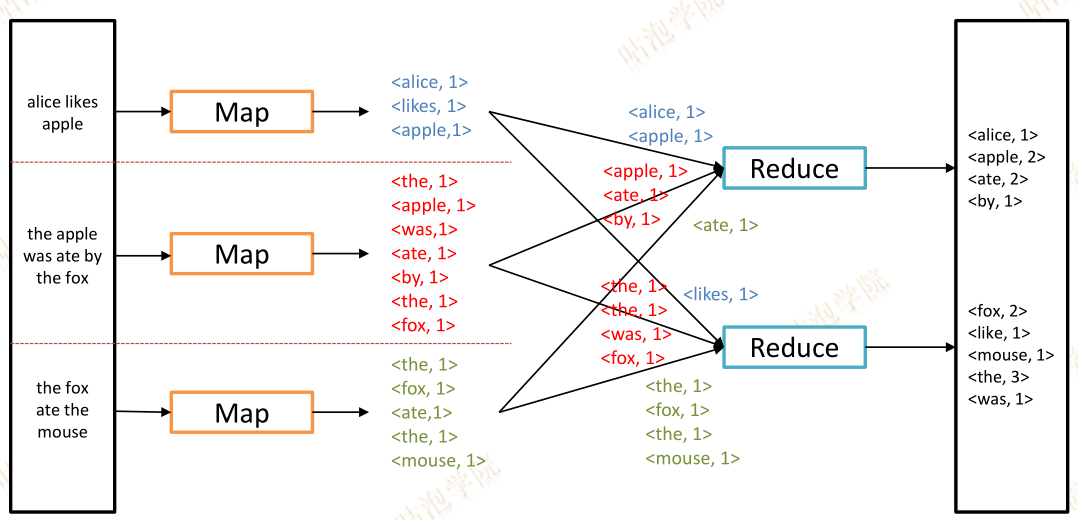 alice likes
apple
the apple
was ate by
the fox
the fox
ate the
mouse
Map
Map
Map
<alice, 1>
<likes, 1>
<apple,1>
<the, 1>
<apple, 1>
<was,1>
<ate, 1>
<by, 1>
<the, 1>
<fox, 1>
<the, 1>
<fox, 1>
<ate,1>
<the, 1>
<mouse, 1>
<alice, 1>
<apple, 1>
<apple, 1>
<ate, 1>
<by, 1>
<ate, 1>
<likes, 1>
<the, 1>
<the, 1>
<was, 1>
<fox, 1>
<the, 1>
<fox, 1>
<the, 1>
<mouse, 1>
Reduce
Reduce
<alice, 1>
<apple, 2>
<ate, 2>
<by, 1>
<fox, 2>
<like, 1>
<mouse, 1>
<the, 3>
<was, 1>
咕泡学院
咕泡学院
咕泡学院